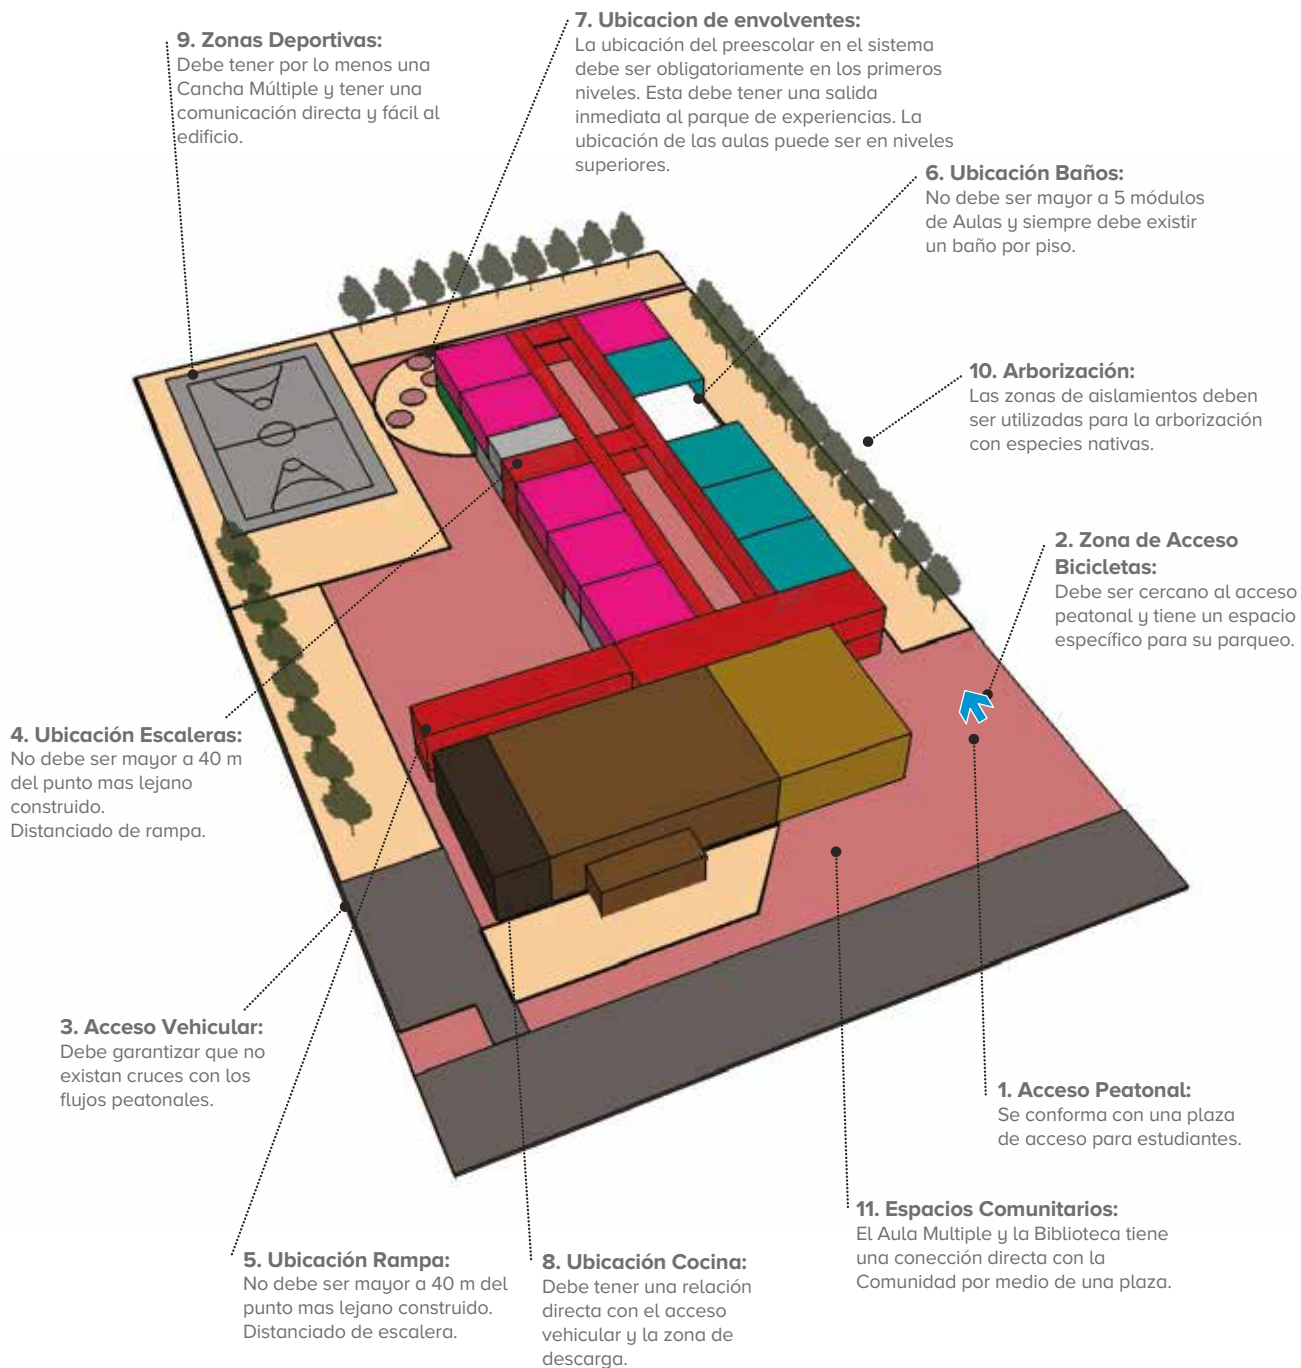 9. Zonas Deportivas:
Debe tener por lo menos una
Cancha Múltiple y tener una
comunicación directa y fácil al
edificio.
7. Ubicacion de envolventes:
La ubicación del preescolar en el sistema
debe ser obligatoriamente en los primeros
niveles. Esta debe tener una salida
inmediata al parque de experiencias. La
ubicación de las aulas puede ser en niveles
superiores.
6. Ubicación Baños:
No debe ser mayor a 5 módulos
de Aulas y siempre debe existir
un baño por piso.
10. Arborización:
Las zonas de aislamientos deben
ser utilizadas para la arborización
con especies nativas.
2. Zona de Acceso
Bicicletas:
Debe ser cercano al acceso
peatonal y tiene un espacio
específico para su parqueo.
4. Ubicación Escaleras:
No debe ser mayor a 40 m
del punto mas lejano
construido.
Distanciado de rampa.
3. Acceso Vehicular:
Debe garantizar que no
existan cruces con los
flujos peatonales.
1. Acceso Peatonal:
Se conforma con una plaza
de acceso para estudiantes.
11. Espacios Comunitarios:
El Aula Multiple y la Biblioteca tiene
una conección directa con la
Comunidad por medio de una plaza.
5. Ubicación Rampa:
No debe ser mayor a 40 m del
punto mas lejano construido.
Distanciado de escalera.
8. Ubicación Cocina:
Debe tener una relación
directa con el acceso
vehicular y la zona de
descarga.